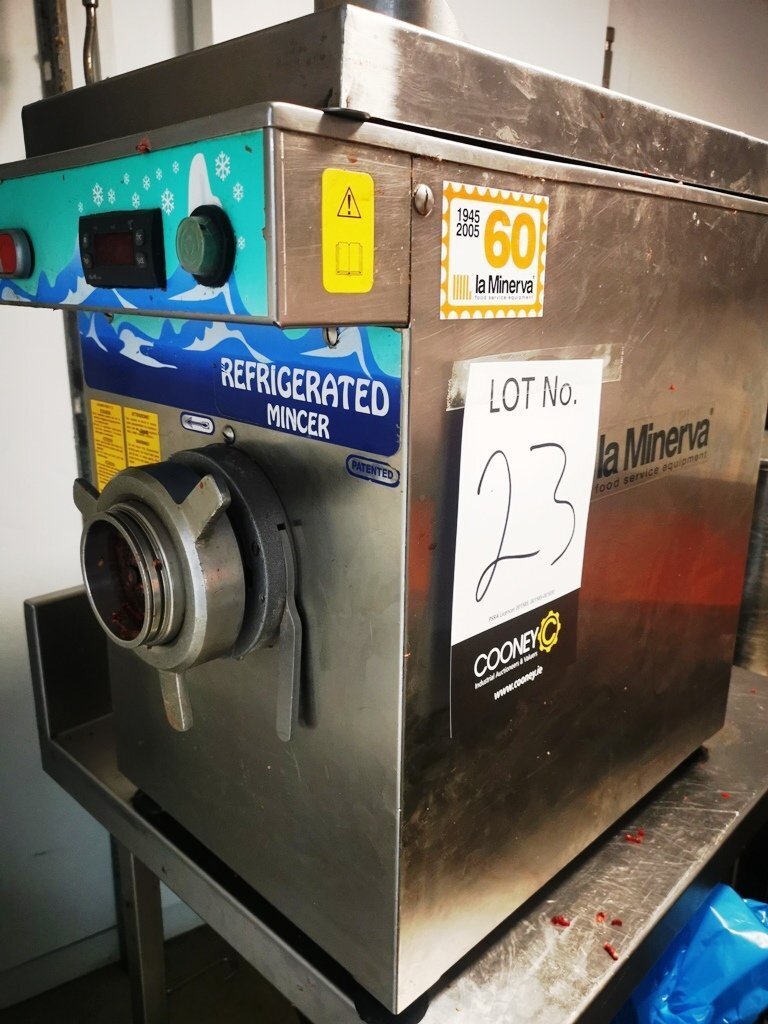 1945
2005
60
la Minerva
food service equipment
REFRIGERATED
MINCER
PATENTED
LOT No.
23
la Minerva
food service equipment
COONEY
Industrial Auctioneers & Valuers
www.cooney.ie